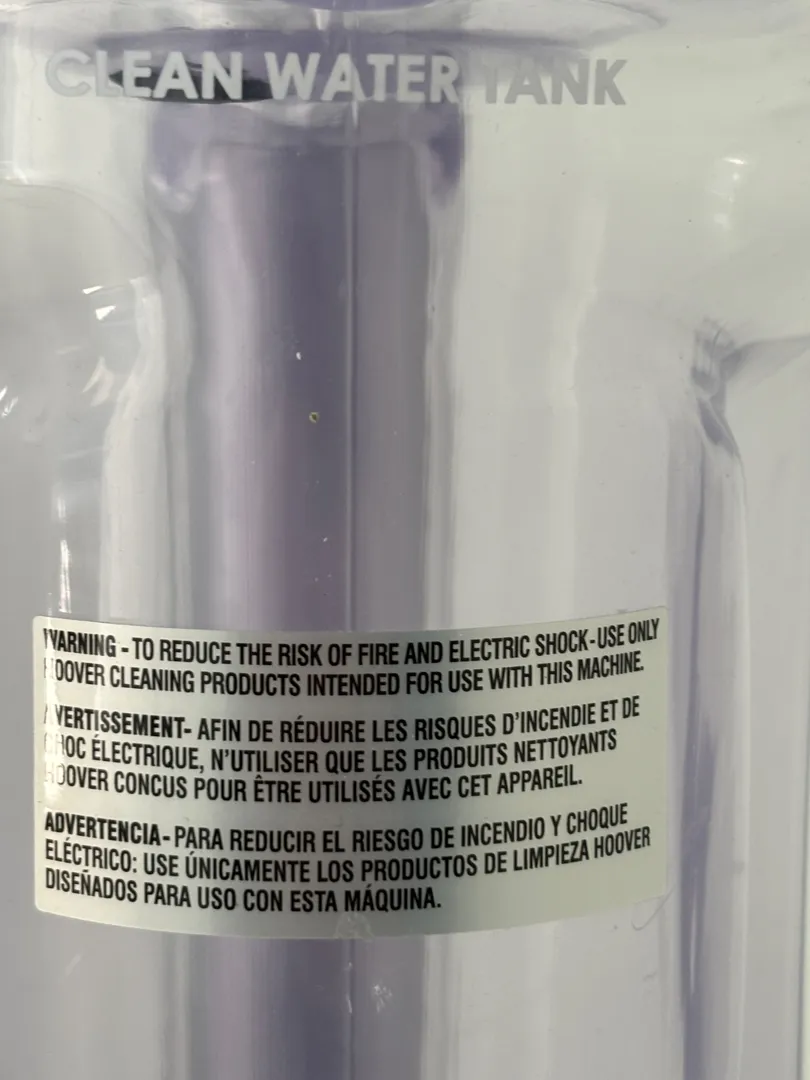 CLEAN WATER TANK
WARNING - TO REDUCE THE RISK OF FIRE AND ELECTRIC SHOCK - USE ONLY
HOOVER CLEANING PRODUCTS INTENDED FOR USE WITH THIS MACHINE.
AVERTISSEMENT- AFIN DE RÉDUIRE LES RISQUES D'INCENDIE ET DE
CHOC ÉLECTRIQUE, N'UTILISER QUE LES PRODUITS NETTOYANTS
HOOVER CONCUS POUR ÊTRE UTILISÉS AVEC CET APPAREIL.
ADVERTENCIA - PARA REDUCIR EL RIESGO DE INCENDIO Y CHOQUE
ELÉCTRICO: USE ÚNICAMENTE LOS PRODUCTOS DE LIMPIEZA HOOVER
DISEÑADOS PARA USO CON ESTA MÁQUINA.